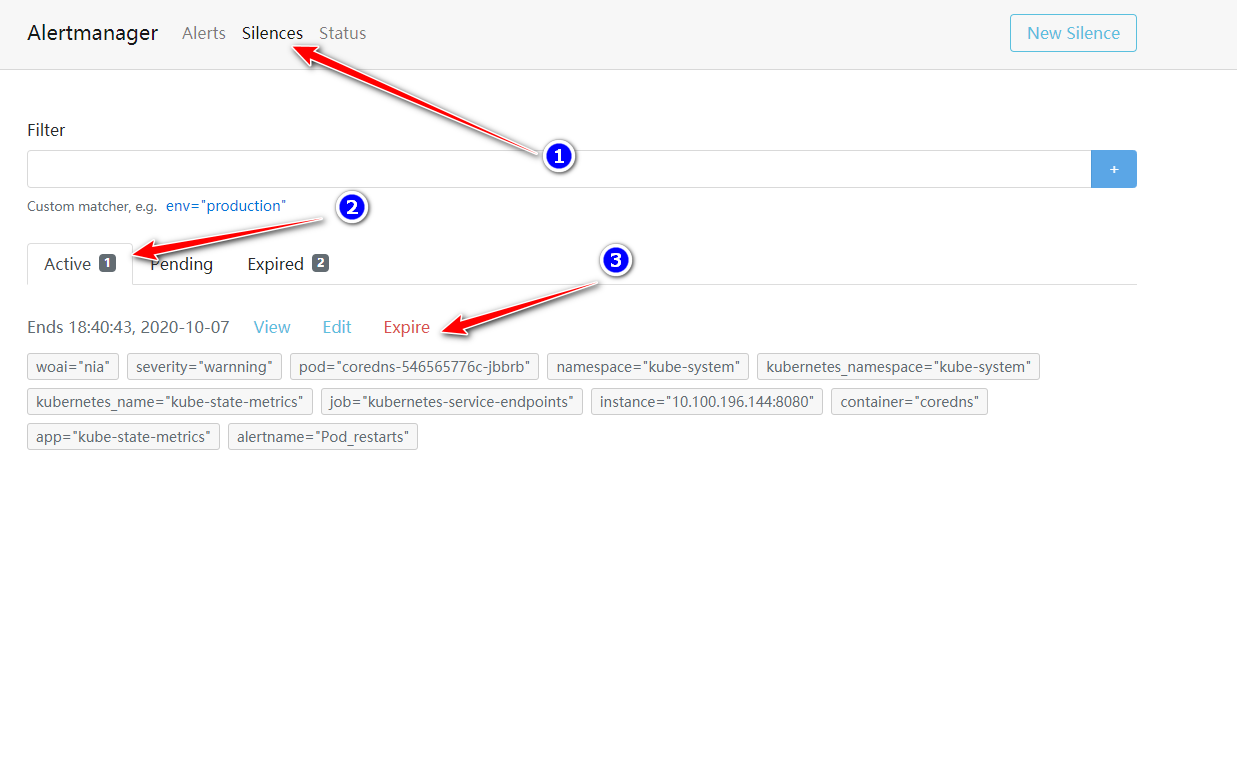 Alertmanager Alerts Silences Status New Silence
1
Filter
+
Custom matcher, e.g. env="production"
2
Active 1 Pending Expired 2
3
Ends 18:40:43, 2020-10-07 View Edit Expire
woai="nia" severity="warnning" pod="coredns-546565776c-jbbrb" namespace="kube-system" kubernetes_namespace="kube-system"
kubernetes_name="kube-state-metrics" job="kubernetes-service-endpoints" instance="10.100.196.144:8080" container="coredns"
app="kube-state-metrics" alertname="Pod_restarts"